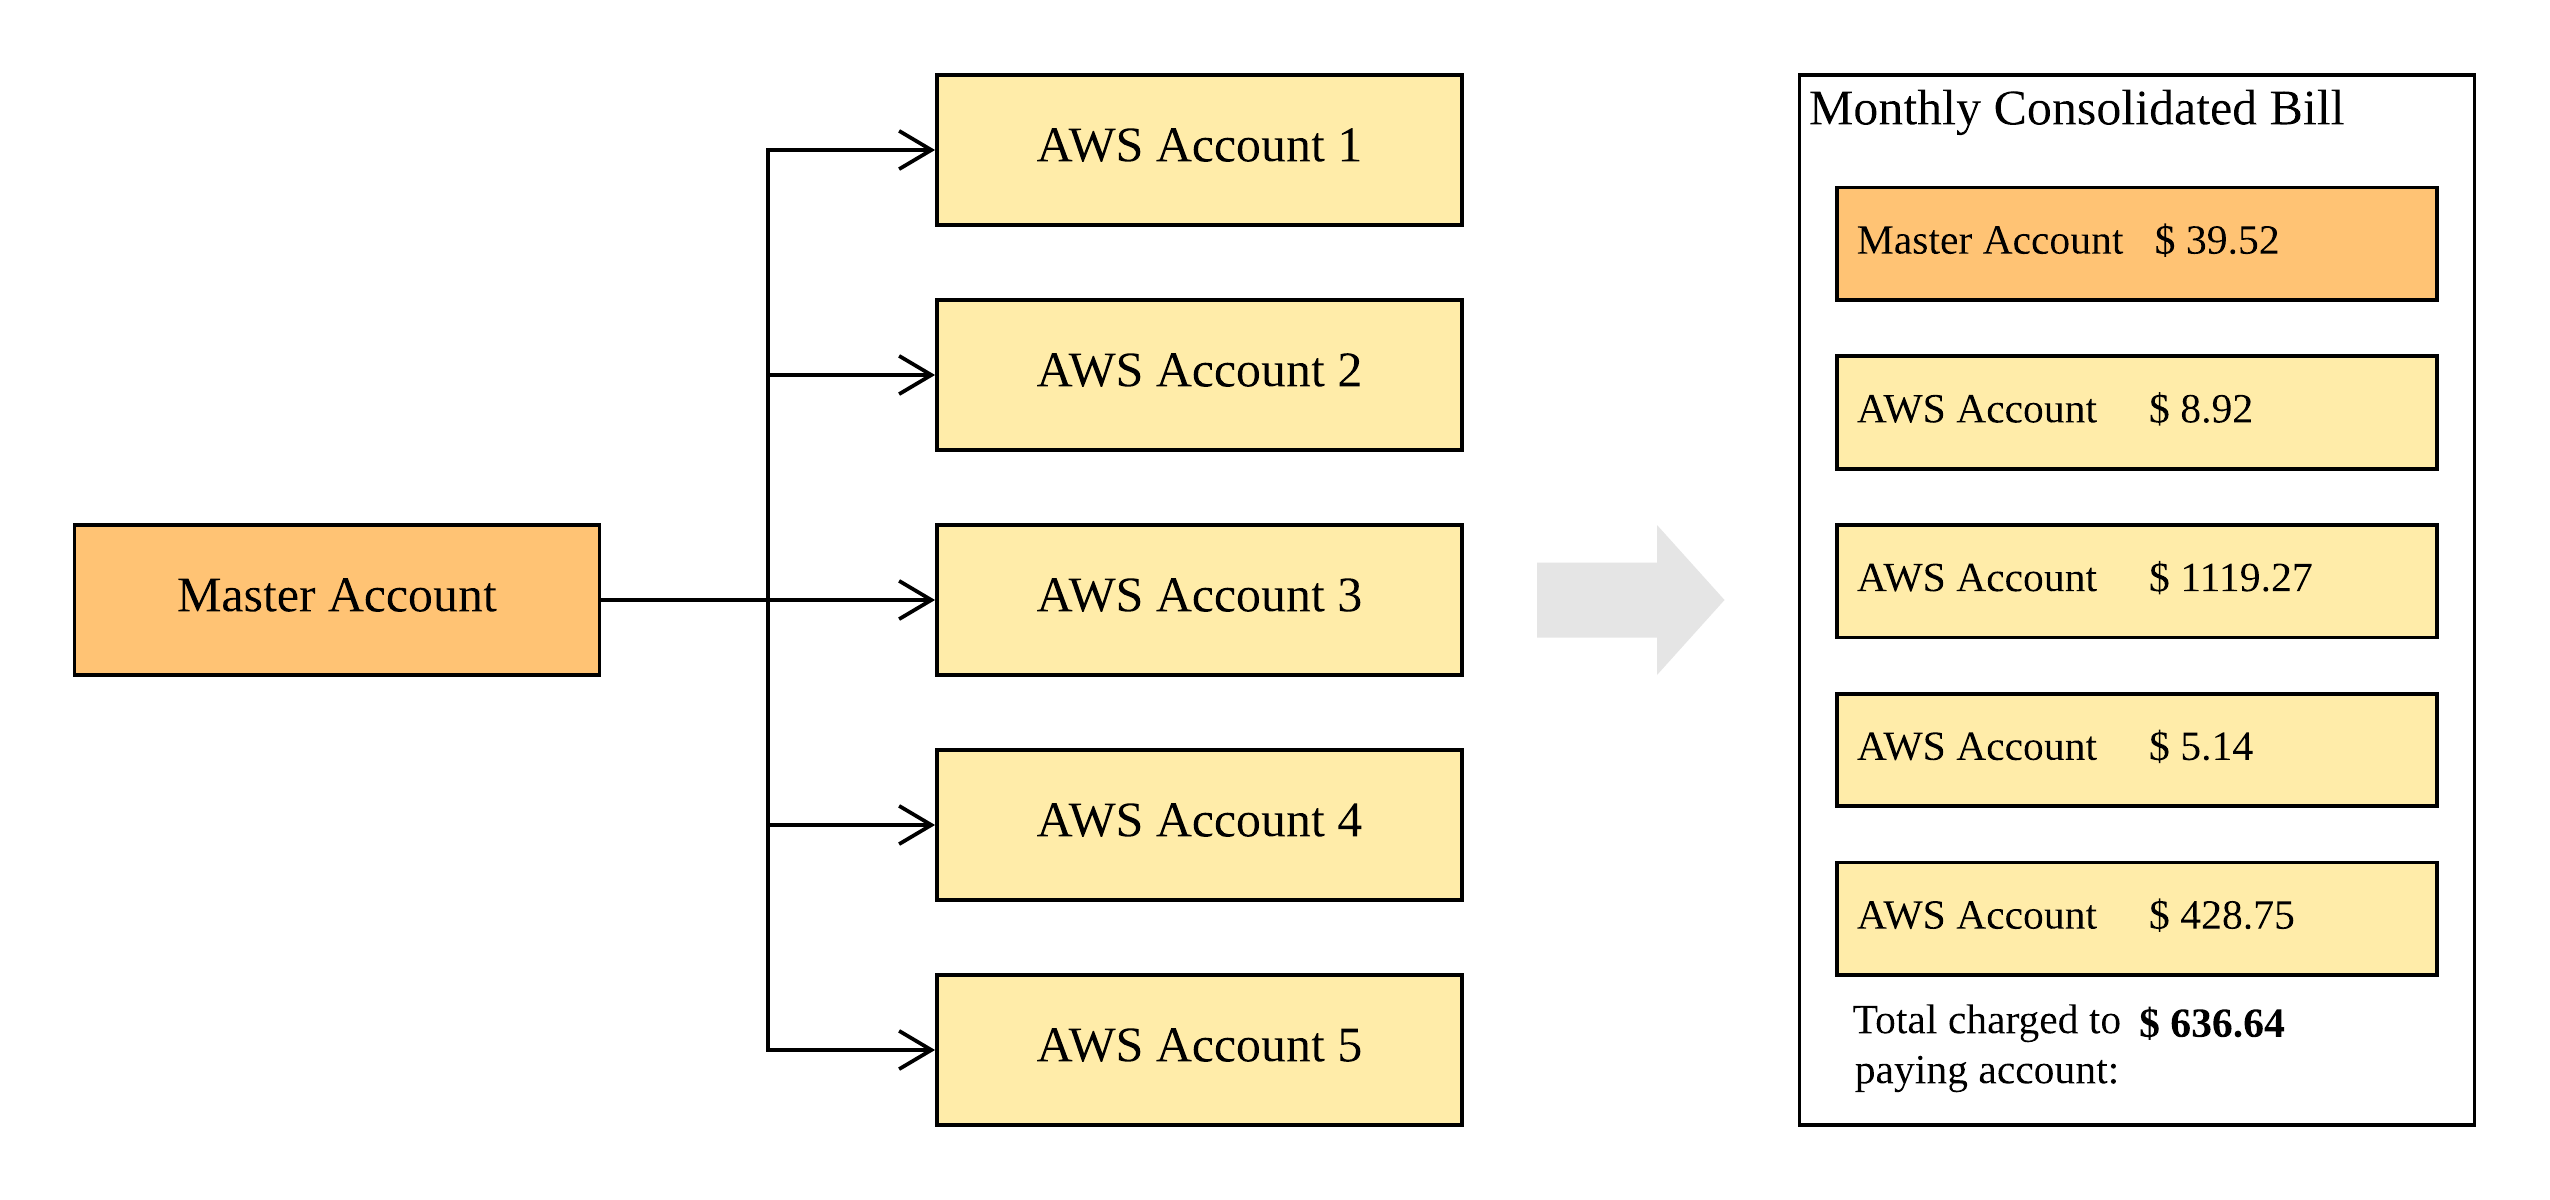 Master Account
AWS Account 1
AWS Account 2
AWS Account 3
AWS Account 4
AWS Account 5
Monthly Consolidated Bill
Master Account $ 39.52
AWS Account $ 8.92
AWS Account $ 1119.27
AWS Account $ 5.14
AWS Account $ 428.75
Total charged to $ 636.64
paying account: